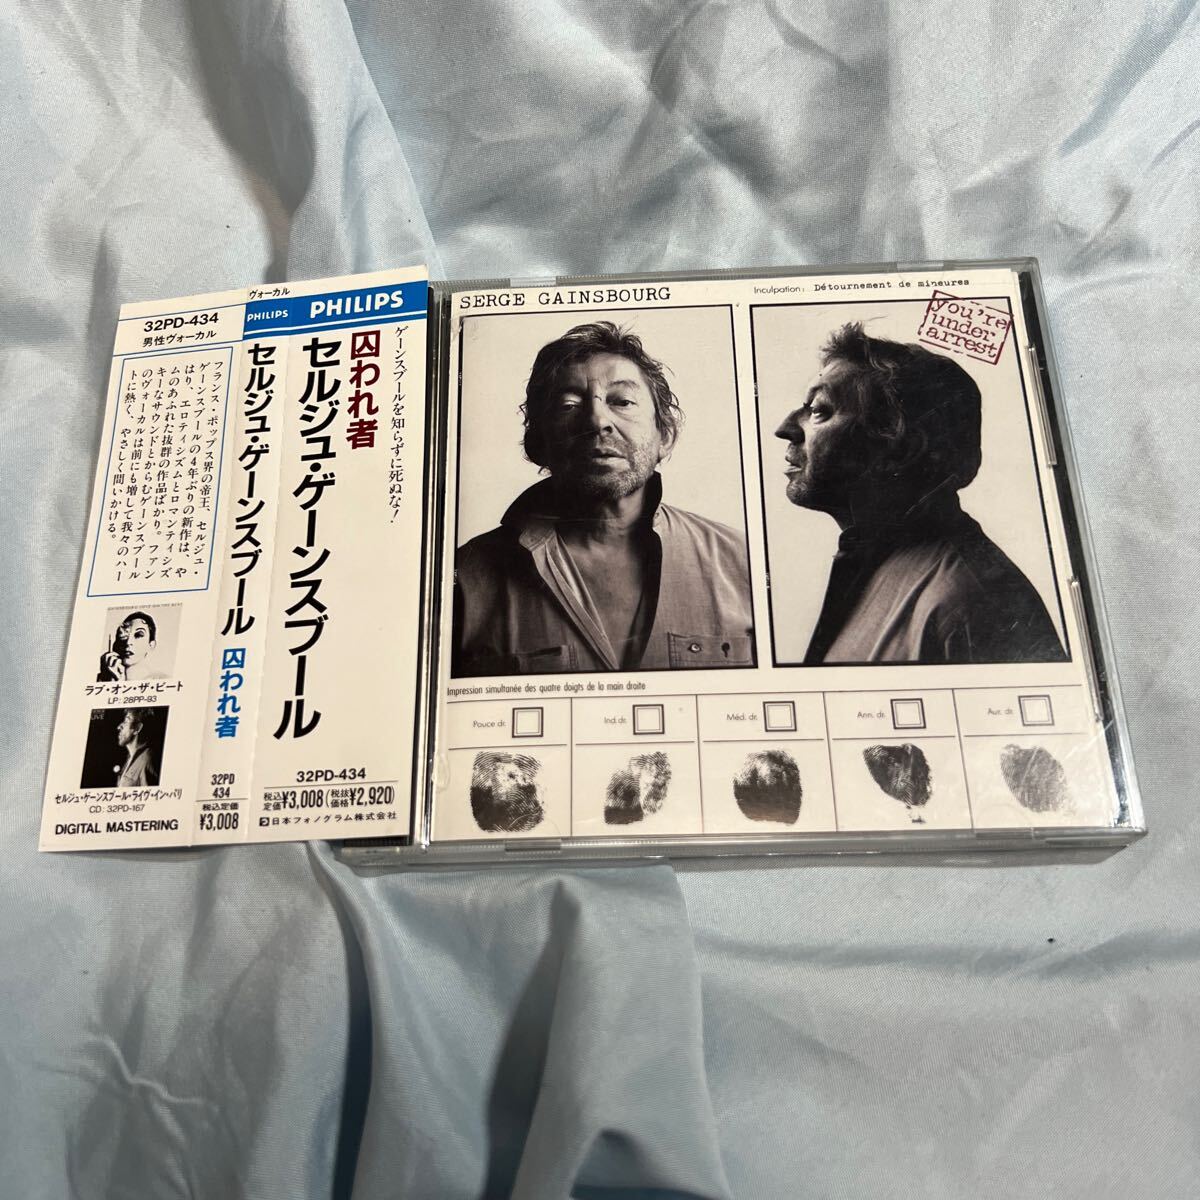 32PD-434
男性ヴォーカル
フランス・ポップス界の帝王、セルジュ・
ゲーンスブールの4年ぶりの新作は、や
はり、エロティシズムとロマンティシズ
ムのあふれた抜群の作品ばかり。ファン
キーなサウンドとからむゲーンスブール
のヴォーカルは前にも増して我々のハー
トに熱く、やさしく問いかける。
ラブ・オン・ザ・ビート
LP: 28PP-93
LIVE
セルジュ・ゲーンスブール・ライヴ・イン・パリ
CD: 32PD-167
DIGITAL MASTERING
ヴォーカル
PHILIPS
セルジュ・ゲーンスブール 囚われ者
32PD
434
税込定価
¥3,008
PHILIPS
ゲーンスブールを知らずに死ぬな!
囚われ者
セルジュ・ゲーンスブール
32PD-434
税込定価¥3,008(税抜価格¥2,920)
日本フォノグラム株式会社
SERGE GAINSBOURG
Inculpation: Détournement de mineures
you're
under
arrest
Impression simultanée des quatre doigts de la main droite
Pouce dr.
Ind. dr.
Méd. dr.
Ann. dr.
Aur. dr.